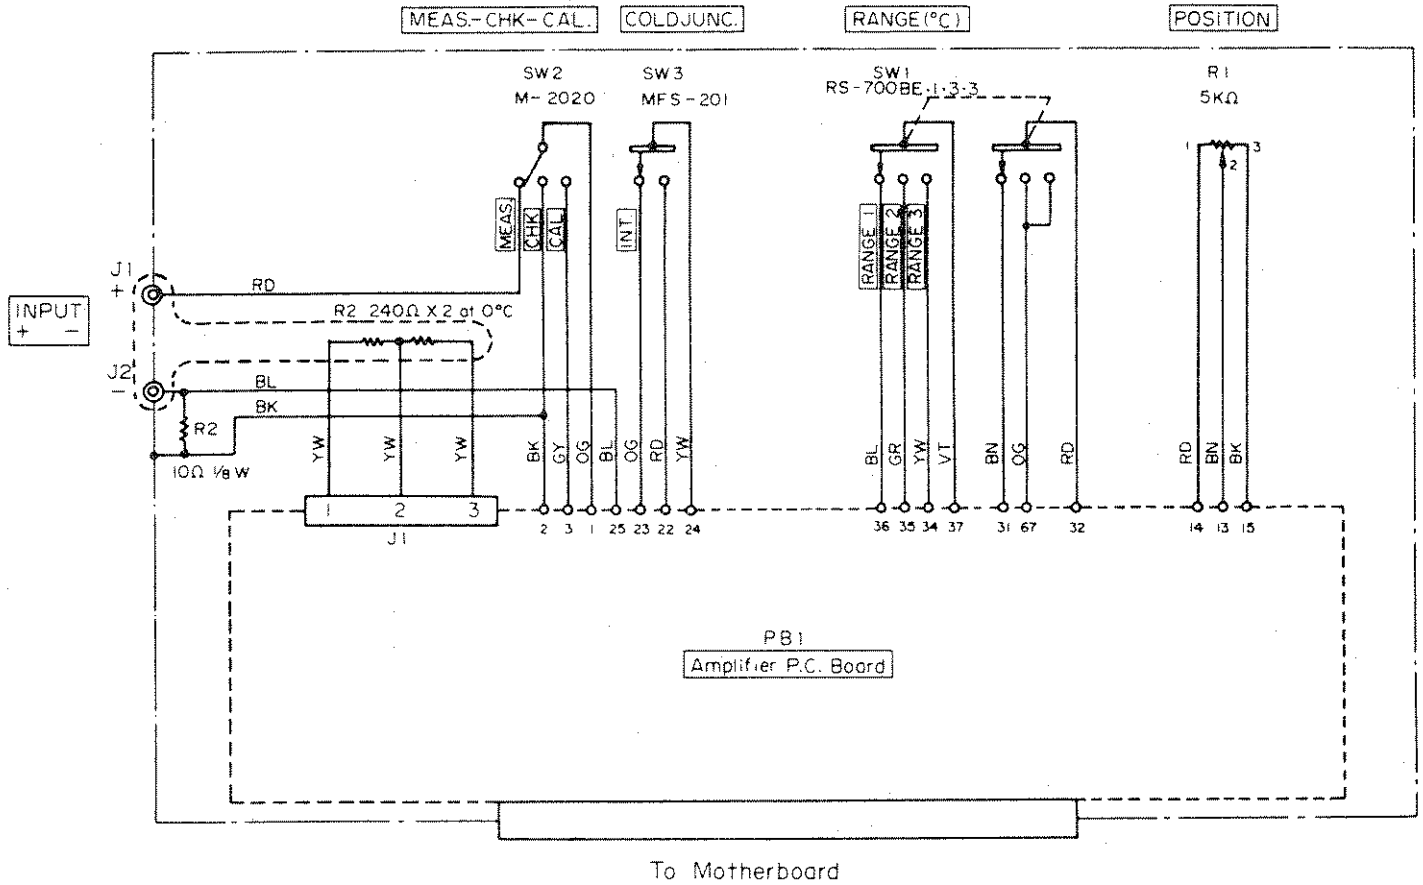 MEAS.-CHK-CAL. COLDJUNC. RANGE(°C) POSITION
SW2 SW3 SW1 R1
M-2020 MFS-201 RS-700BE·1·3·3 5KΩ
1 3
2
MEAS. CHK CAL INT. RANGE 1 RANGE 2 RANGE 3
J1
+ RD
INPUT
+ -
R2 240Ω X 2 at 0°C
J2
- BL
BK
R2
10Ω 1/8 W
YW YW YW BK GY OG BL OG RD YW BL GR YW VT BN OG RD RD BN BK
1 2 3
J1
2 3 1 25 23 22 24 36 35 34 37 31 67 32 14 13 15
PB1
Amplifier P.C. Board
To Motherboard